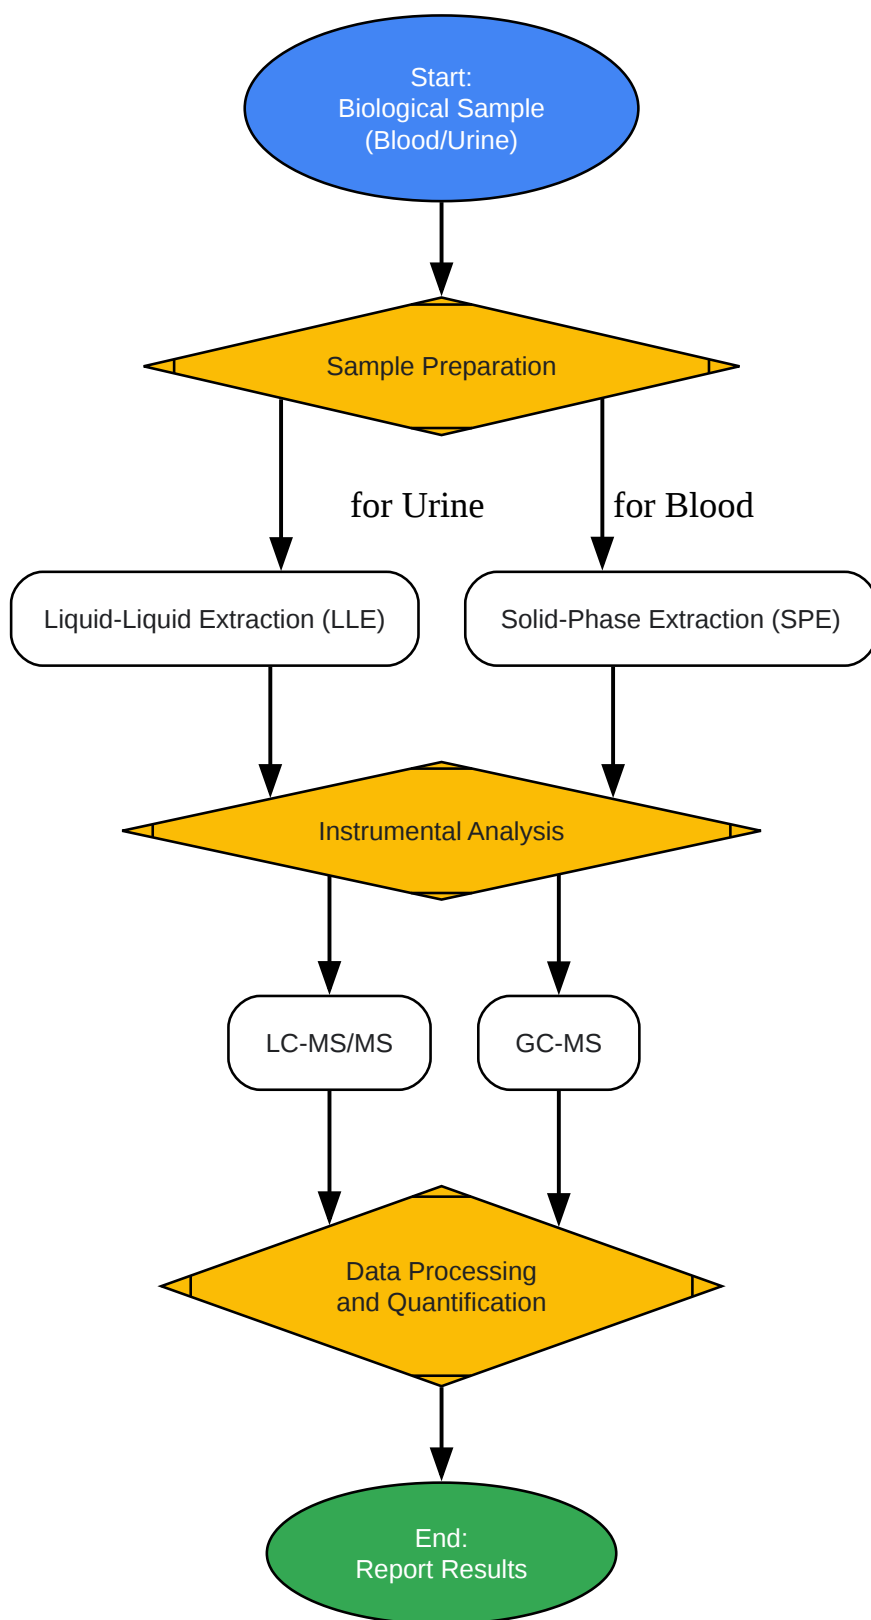 Start:
Biological Sample
(Blood/Urine)
Sample Preparation
for Urine
for Blood
Liquid-Liquid Extraction (LLE)
Solid-Phase Extraction (SPE)
Instrumental Analysis
LC-MS/MS
GC-MS
Data Processing
and Quantification
End:
Report Results